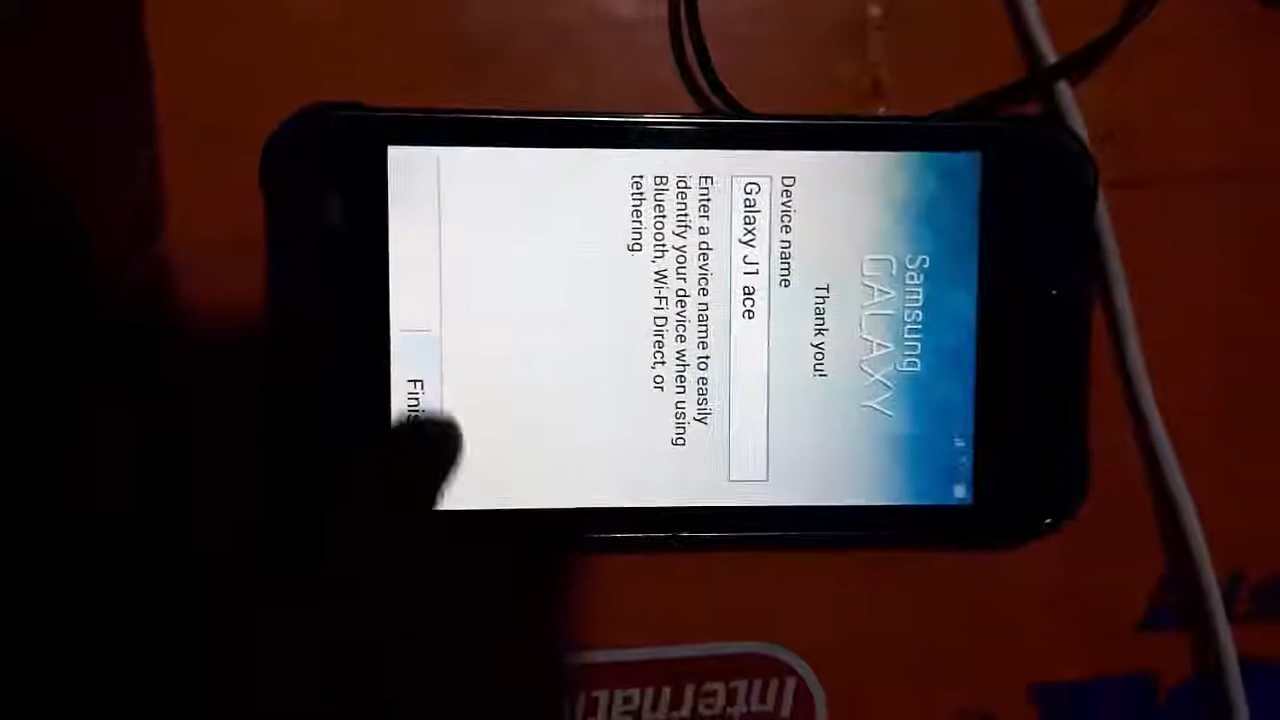 Samsung
GALAXY
Thank you!
Device name
Galaxy J1 ace
Enter a device name to easily
identify your device when using
Bluetooth, Wi-Fi Direct, or
tethering.